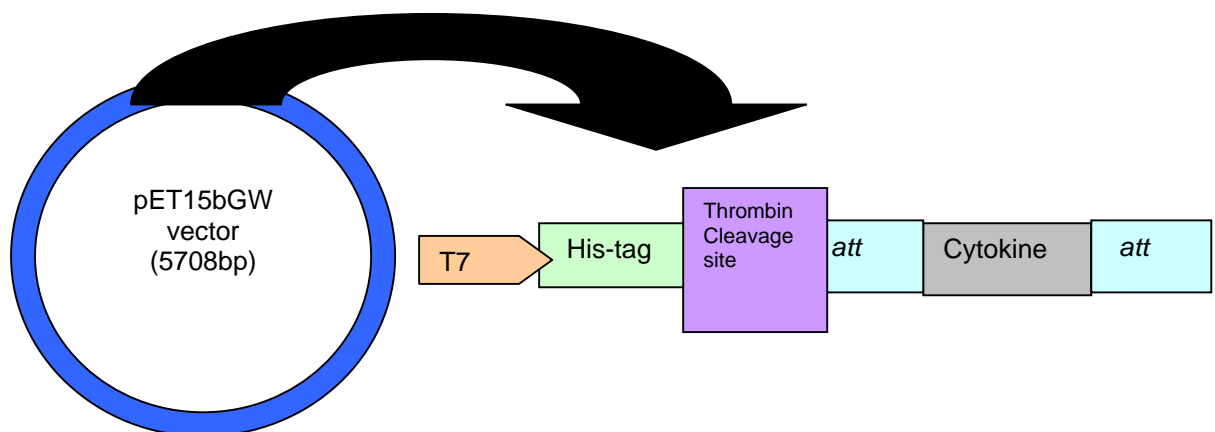 pET15bGW
vector
(5708bp)
T7
His-tag
Thrombin
Cleavage
site
att
Cytokine
att